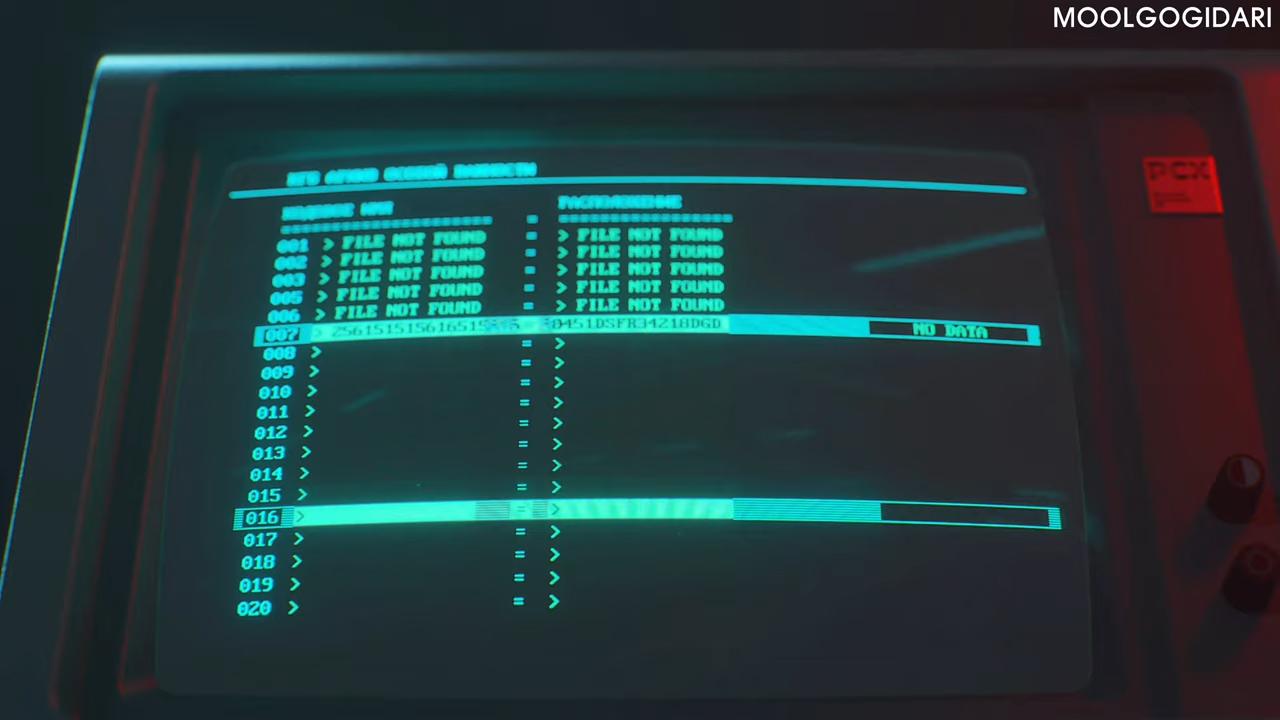 MOOLGOGIDARI
PCX
001 > FILE NOT FOUND = > FILE NOT FOUND
002 > FILE NOT FOUND = > FILE NOT FOUND
003 > FILE NOT FOUND = > FILE NOT FOUND
005 > FILE NOT FOUND = > FILE NOT FOUND
006 > FILE NOT FOUND = > FILE NOT FOUND
007 > NO DATA
008 > = >
009 > = >
010 > = >
011 > = >
012 > = >
013 > = >
014 > = >
015 > = >
016 > = >
017 > = >
018 > = >
019 > = >
020 > = >